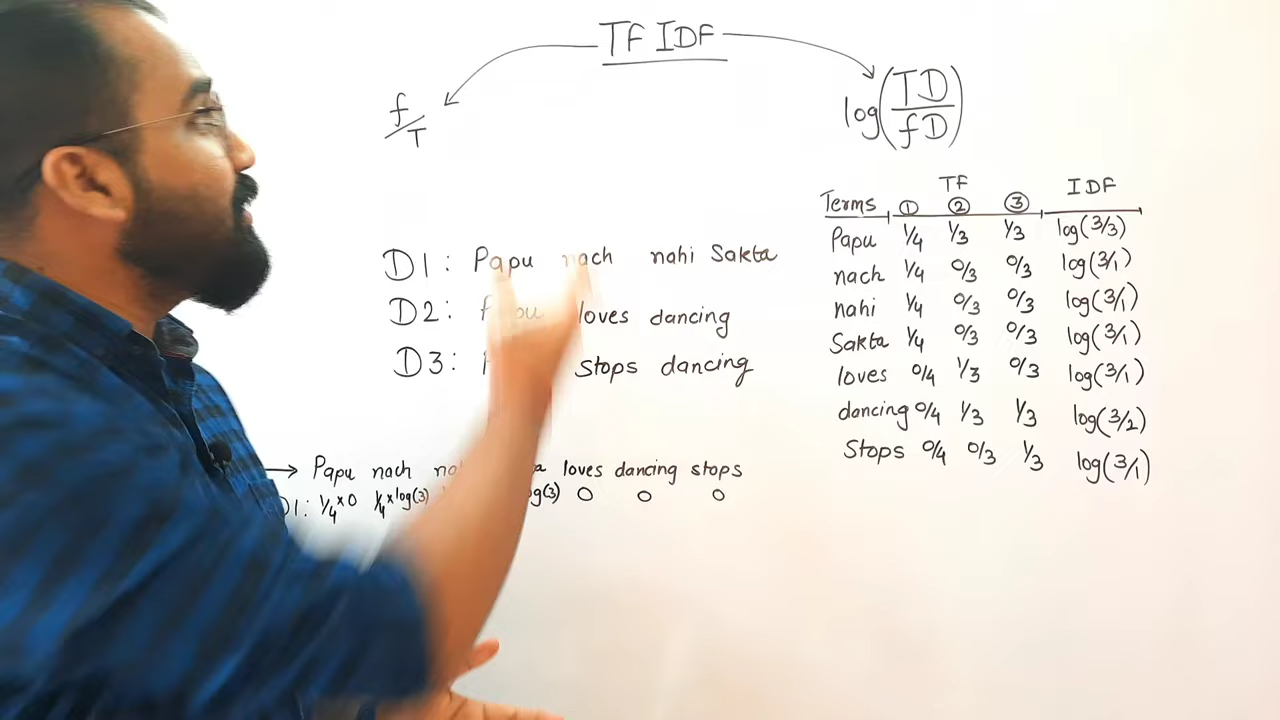 TF IDF
f/T
log(TD/fD)
D1: Papu nach nahi Sakta
D2: loves dancing
D3: Stops dancing
TF IDF
Terms ① ② ③
Papu 1/4 1/3 1/3 log(3/3)
nach 1/4 0/3 0/3 log(3/1)
nahi 1/4 0/3 0/3 log(3/1)
Sakta 1/4 0/3 0/3 log(3/1)
loves 0/4 1/3 0/3 log(3/1)
dancing 0/4 1/3 1/3 log(3/2)
Stops 0/4 0/3 1/3 log(3/1)
→ Papu nach loves dancing stops
D1: 1/4×0 1/4×log(3) 0 0 0